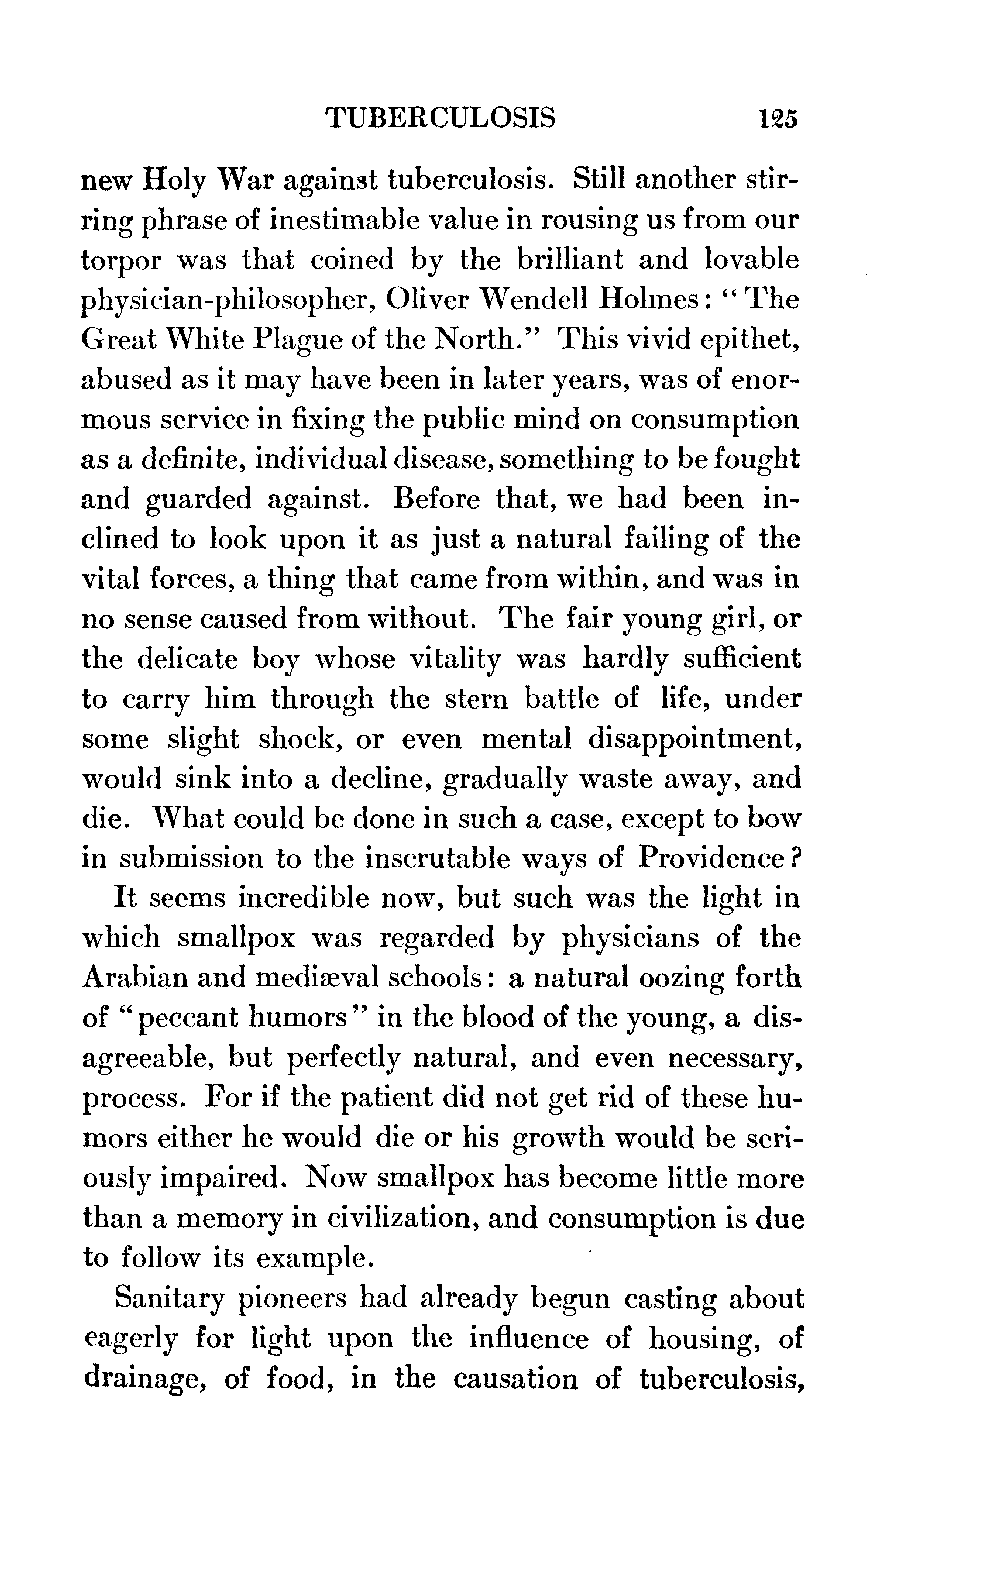 TUBERCULOSIS 125
new Holy War against tuberculosis. Still another stir-
ring phrase of inestimable value in rousing us from our
torpor was that coined by the brilliant and lovable
physician-philosopher, Oliver Wendell Holmes: “The
Great White Plague of the North.” This vivid epithet,
abused as it may have been in later years, was of enor-
mous service in fixing the public mind on consumption
as a definite, individual disease, something to be fought
and guarded against. Before that, we had been in-
clined to look upon it as just a natural failing of the
vital forces, a thing that came from within, and was in
no sense caused from without. The fair young girl, or
the delicate boy whose vitality was hardly sufficient
to carry him through the stern battle of life, under
some slight shock, or even mental disappointment,
would sink into a decline, gradually waste away, and
die. What could be done in such a case, except to bow
in submission to the inscrutable ways of Providence?
It seems incredible now, but such was the light in
which smallpox was regarded by physicians of the
Arabian and mediæval schools: a natural oozing forth
of “peccant humors” in the blood of the young, a dis-
agreeable, but perfectly natural, and even necessary,
process. For if the patient did not get rid of these hu-
mors either he would die or his growth would be seri-
ously impaired. Now smallpox has become little more
than a memory in civilization, and consumption is due
to follow its example.
Sanitary pioneers had already begun casting about
eagerly for light upon the influence of housing, of
drainage, of food, in the causation of tuberculosis,